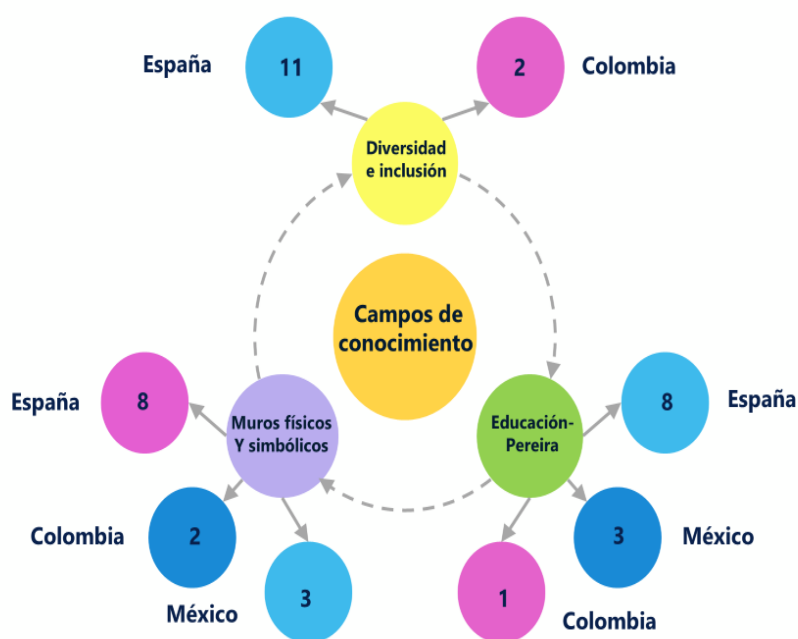 España
11
2
Colombia
Diversidad
e inclusión
Campos de
conocimiento
España
8
Muros físicos
Y simbólicos
Educación-
Pereira
8
España
Colombia
2
México
3
1
Colombia
3
México